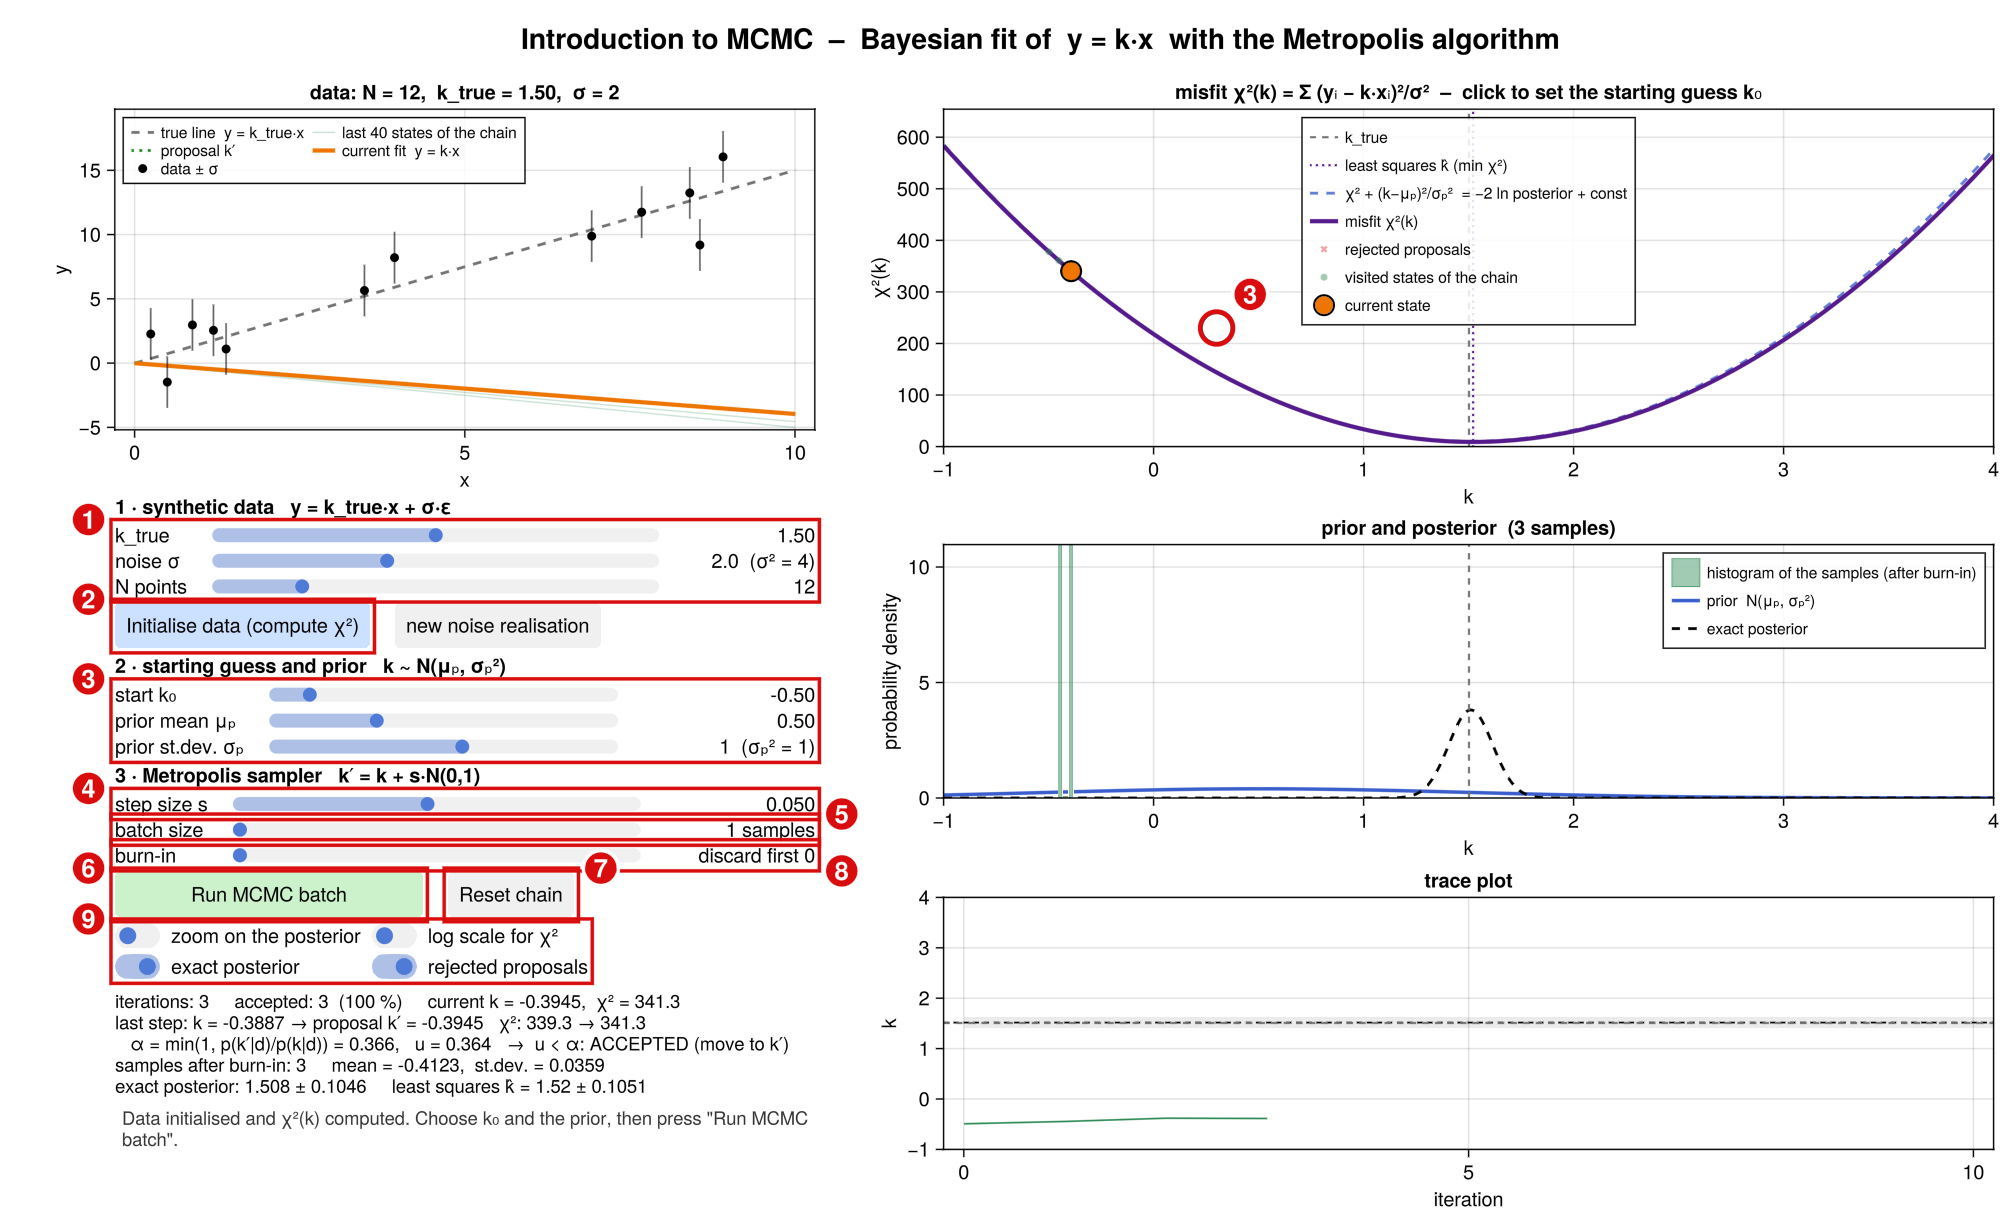 Introduction to MCMC – Bayesian fit of y = k·x with the Metropolis algorithm
data: N = 12, k_true = 1.50, σ = 2
true line y = k_true·x
proposal k′
data ± σ
last 40 states of the chain
current fit y = k·x
y
15
10
5
0
−5
0
5
10
x
misfit χ²(k) = Σ (yᵢ − k·xᵢ)²/σ² – click to set the starting guess k₀
k_true
least squares k̂ (min χ²)
χ² + (k−μₚ)²/σₚ² = −2 ln posterior + const
misfit χ²(k)
rejected proposals
visited states of the chain
current state
3
χ²(k)
600
500
400
300
200
100
0
−1
0
1
2
3
4
k
1 · synthetic data y = k_true·x + σ·ε
1
k_true
1.50
noise σ
2.0 (σ² = 4)
N points
12
2
Initialise data (compute χ²)
new noise realisation
2 · starting guess and prior k ~ N(μₚ, σₚ²)
3
start k₀
-0.50
prior mean μₚ
0.50
prior st.dev. σₚ
1 (σₚ² = 1)
3 · Metropolis sampler k′ = k + s·N(0,1)
4
step size s
0.050
5
batch size
1 samples
burn-in
discard first 0
6
7
8
Run MCMC batch
Reset chain
9
zoom on the posterior
log scale for χ²
exact posterior
rejected proposals
iterations: 3 accepted: 3 (100 %) current k = -0.3945, χ² = 341.3
last step: k = -0.3887 → proposal k′ = -0.3945 χ²: 339.3 → 341.3
α = min(1, p(k′|d)/p(k|d)) = 0.366, u = 0.364 → u < α: ACCEPTED (move to k′)
samples after burn-in: 3 mean = -0.4123, st.dev. = 0.0359
exact posterior: 1.508 ± 0.1046 least squares k̂ = 1.52 ± 0.1051
Data initialised and χ²(k) computed. Choose k₀ and the prior, then press "Run MCMC
batch".
prior and posterior (3 samples)
histogram of the samples (after burn-in)
prior N(μₚ, σₚ²)
exact posterior
probability density
10
5
0
−1
0
1
2
3
4
k
trace plot
k
4
3
2
1
0
−1
0
5
10
iteration